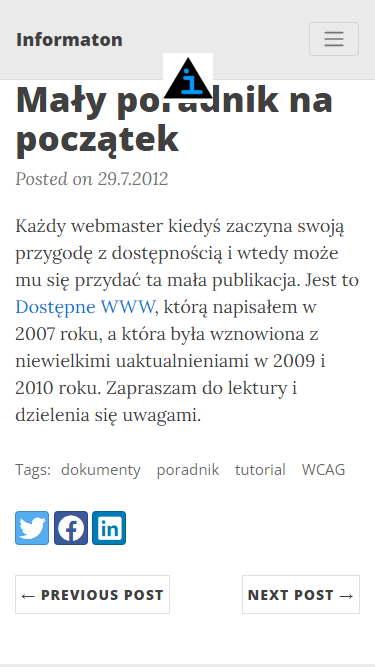 Informaton
Mały poradnik na
początek
Posted on 29.7.2012
Każdy webmaster kiedyś zaczyna swoją
przygodę z dostępnością i wtedy może
mu się przydać ta mała publikacja. Jest to
Dostępne WWW, którą napisałem w
2007 roku, a która była wznowiona z
niewielkimi uaktualnieniami w 2009 i
2010 roku. Zapraszam do lektury i
dzielenia się uwagami.
Tags: dokumenty poradnik tutorial WCAG
← PREVIOUS POST NEXT POST →